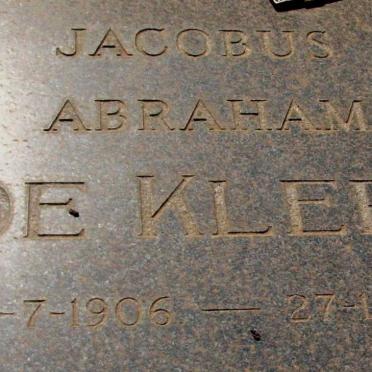 JACOBUS
ABRAHAM
DE KLE
-7-1906 — 27-1